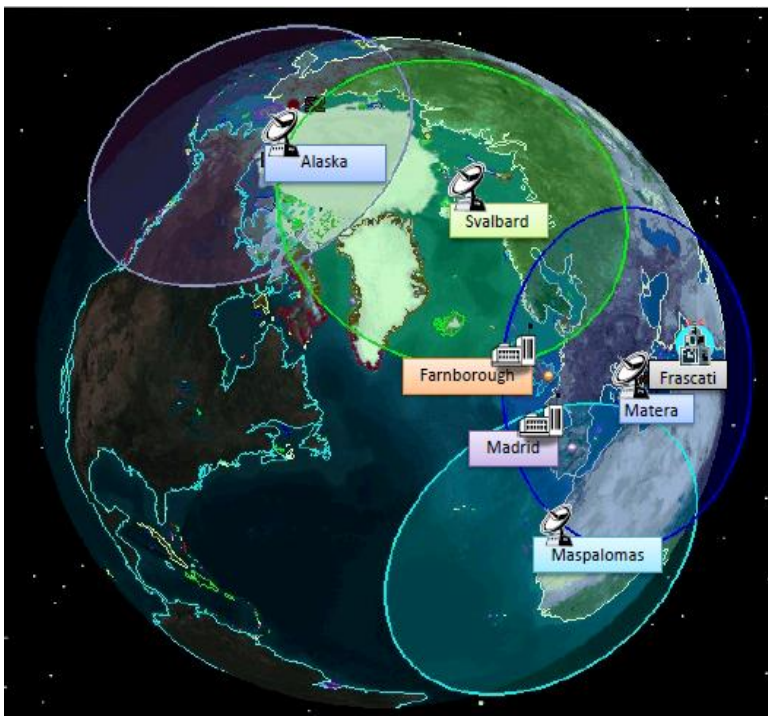 Alaska
Svalbard
Farnborough
Frascati
Matera
Madrid
Maspalomas